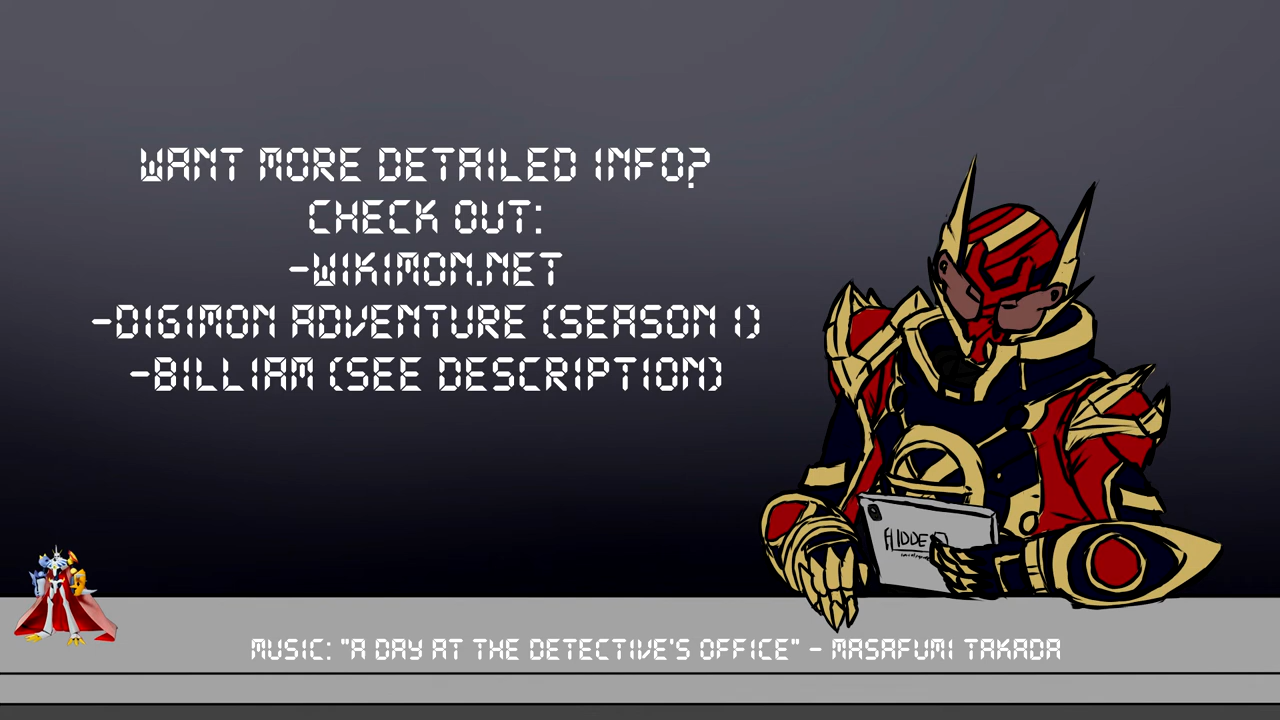 WANT MORE DETAILED INFO?
CHECK OUT:
-WIKIMON.NET
-DIGIMON ADVENTURE (SEASON 1)
-BILLIAM (SEE DESCRIPTION)
MUSIC: "A DAY AT THE DETECTIVE'S OFFICE" - MASAFUMI TAKADA